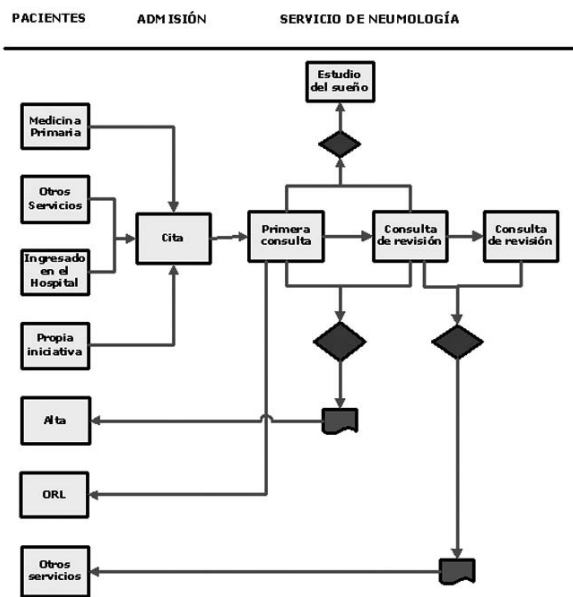 PACIENTES ADMISIÓN SERVICIO DE NEUMOLOGÍA
Estudio
del sueño
Medicina
Primaria
Otros
Servicios
Cita
Primera
consulta
Consulta
de revisión
Consulta
de revisión
Ingresado
en el
Hospital
Propia
iniciativa
Alta
ORL
Otros
servicios